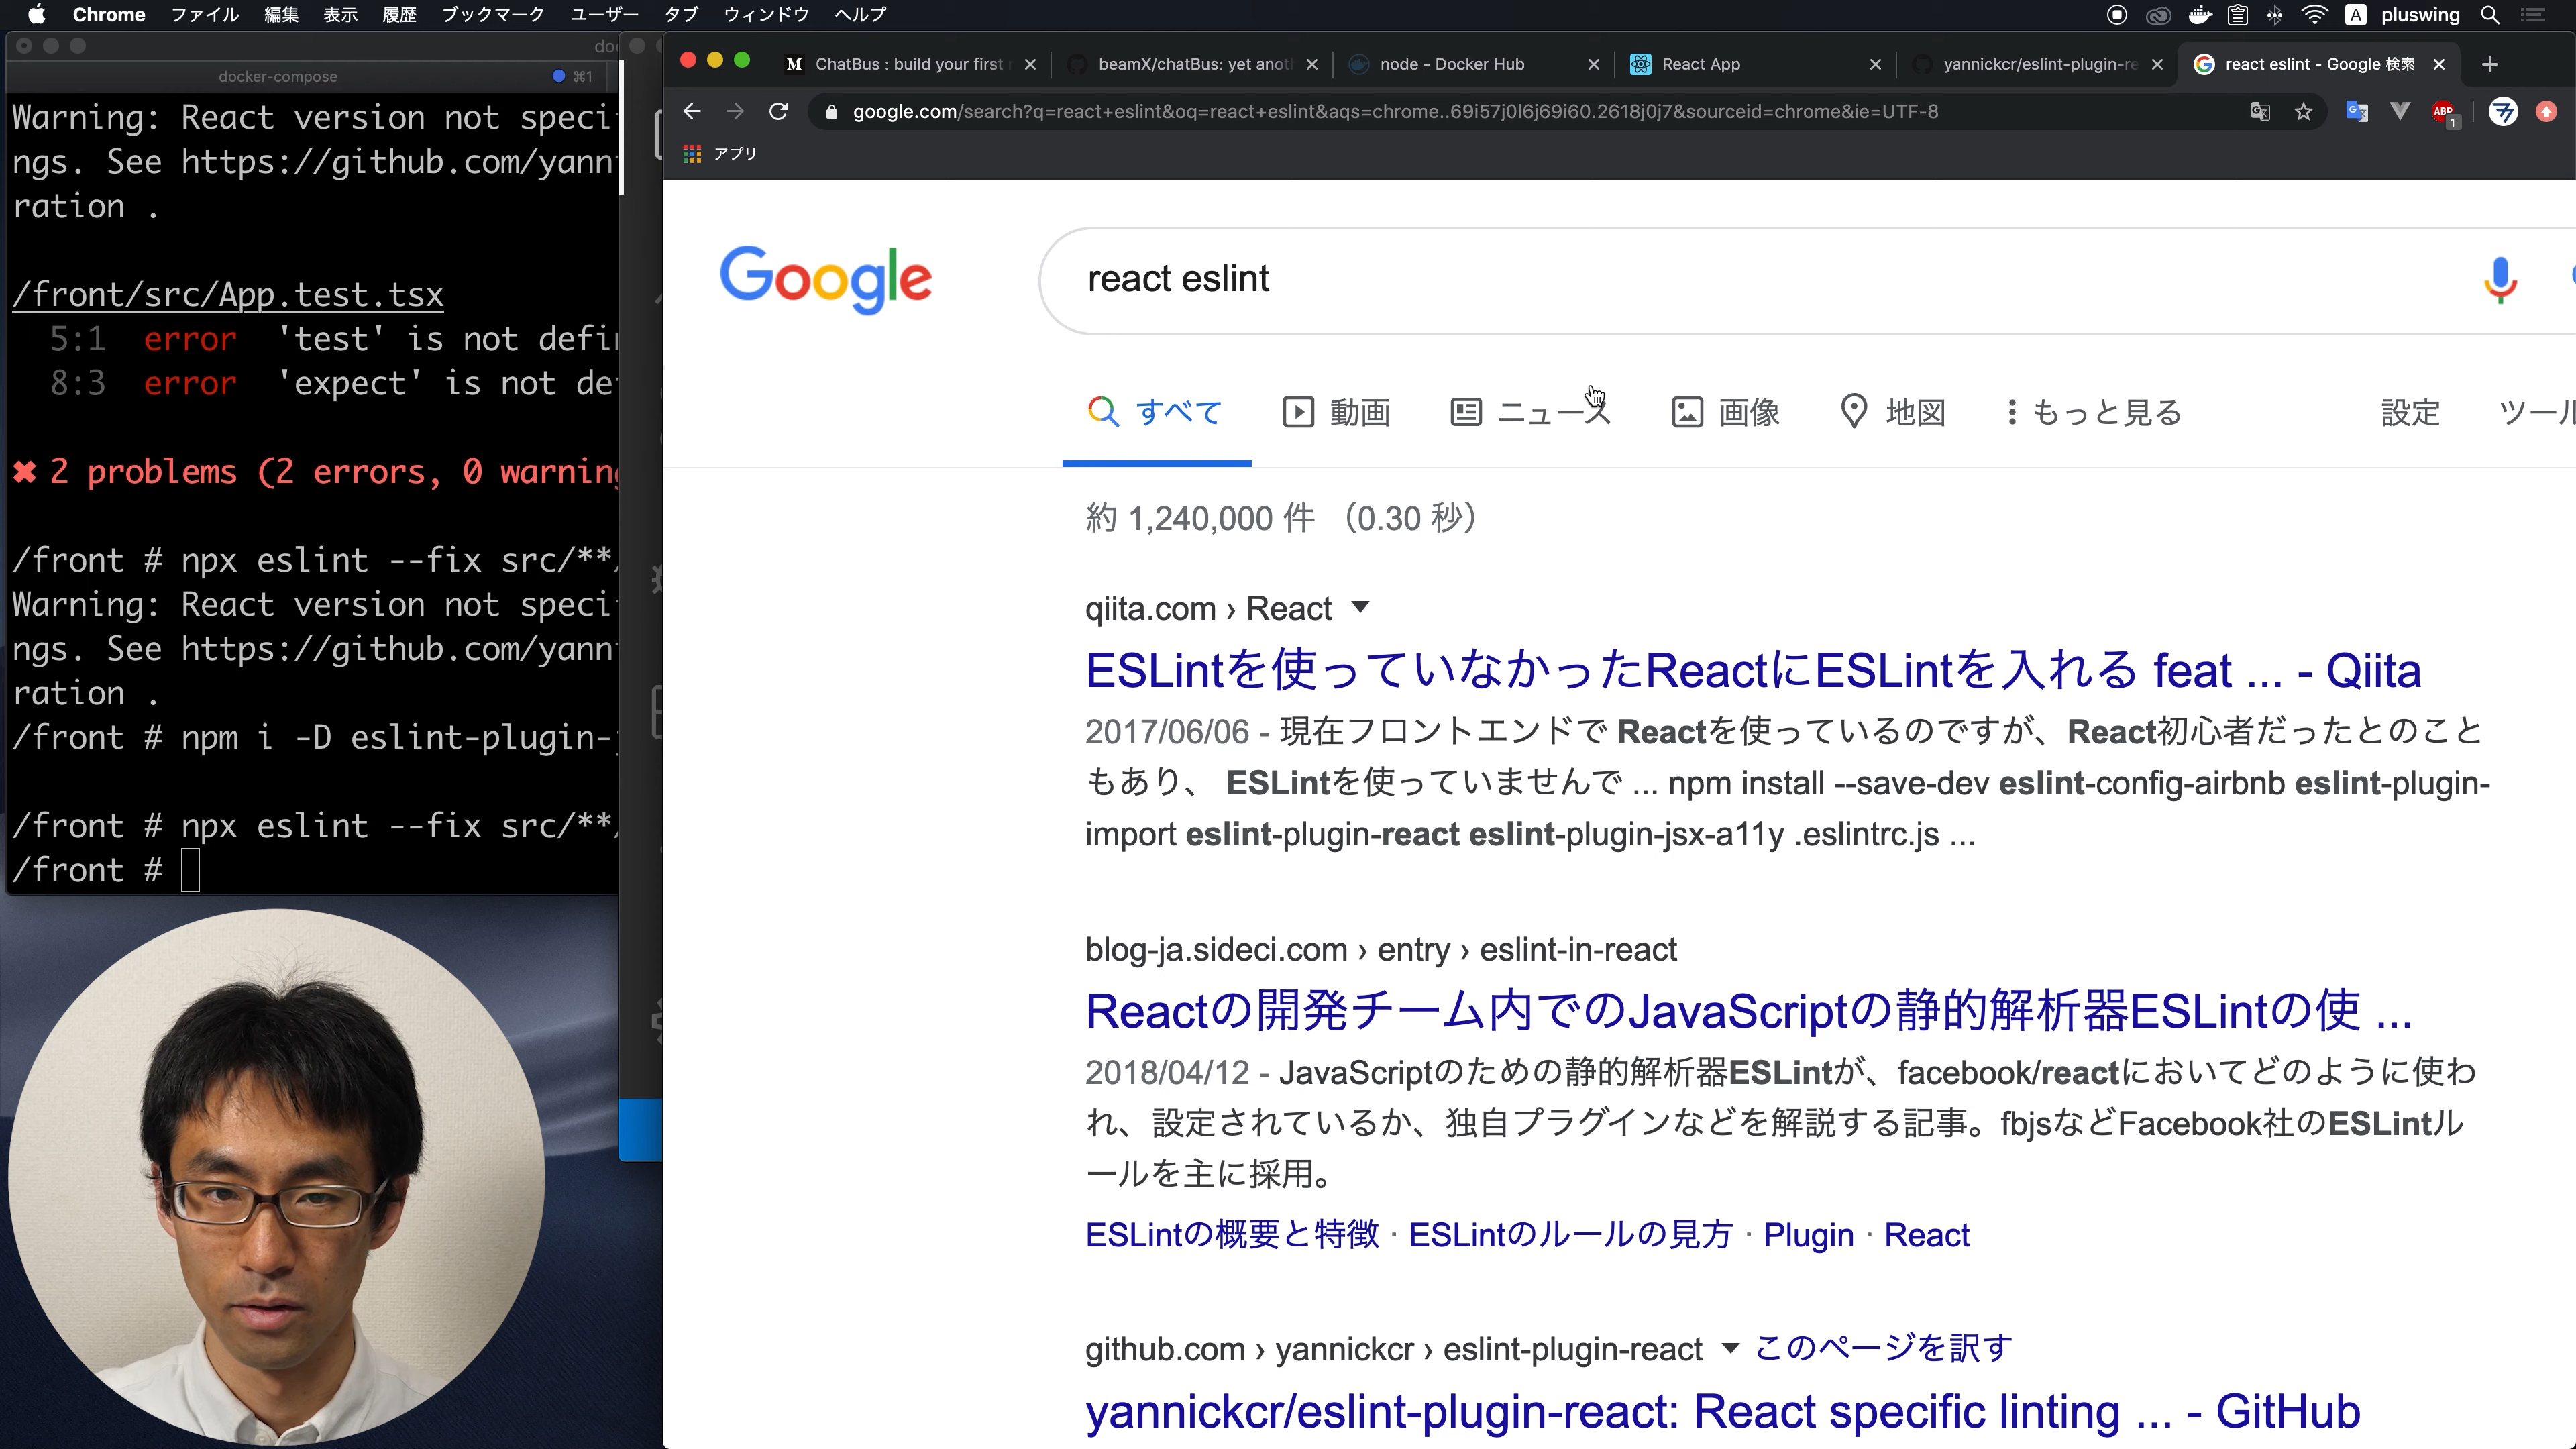 Chrome ファイル 編集 表示 履歴 ブックマーク ユーザー タブ ウィンドウ ヘルプ
A pluswing
docker-compose ⌘1
Warning: React version not speci
ngs. See https://github.com/yann
ration .
/front/src/App.test.tsx
5:1 error 'test' is not defi
8:3 error 'expect' is not de
✖ 2 problems (2 errors, 0 warnin
/front # npx eslint --fix src/**/
Warning: React version not speci
ngs. See https://github.com/yann
ration .
/front # npm i -D eslint-plugin-
/front # npx eslint --fix src/**/
/front #
M ChatBus : build your first
beamX/chatBus: yet anot
node - Docker Hub
React App
yannickcr/eslint-plugin-re
react eslint - Google 検索
google.com/search?q=react+eslint&oq=react+eslint&aqs=chrome..69i57j0l6j69i60.2618j0j7&sourceid=chrome&ie=UTF-8
ABP 1
アプリ
Google
react eslint
すべて 動画 ニュース 画像 地図 もっと見る 設定 ツール
約 1,240,000 件 （0.30 秒）
qiita.com › React
ESLintを使っていなかったReactにESLintを入れる feat ... - Qiita
2017/06/06 - 現在フロントエンドで Reactを使っているのですが、React初心者だったとのこと
もあり、 ESLintを使っていませんで ... npm install --save-dev eslint-config-airbnb eslint-plugin-
import eslint-plugin-react eslint-plugin-jsx-a11y .eslintrc.js ...
blog-ja.sideci.com › entry › eslint-in-react
Reactの開発チーム内でのJavaScriptの静的解析器ESLintの使 ...
2018/04/12 - JavaScriptのための静的解析器ESLintが、facebook/reactにおいてどのように使わ
れ、設定されているか、独自プラグインなどを解説する記事。fbjsなどFacebook社のESLintル
ールを主に採用。
ESLintの概要と特徴 · ESLintのルールの見方 · Plugin · React
github.com › yannickcr › eslint-plugin-react このページを訳す
yannickcr/eslint-plugin-react: React specific linting ... - GitHub